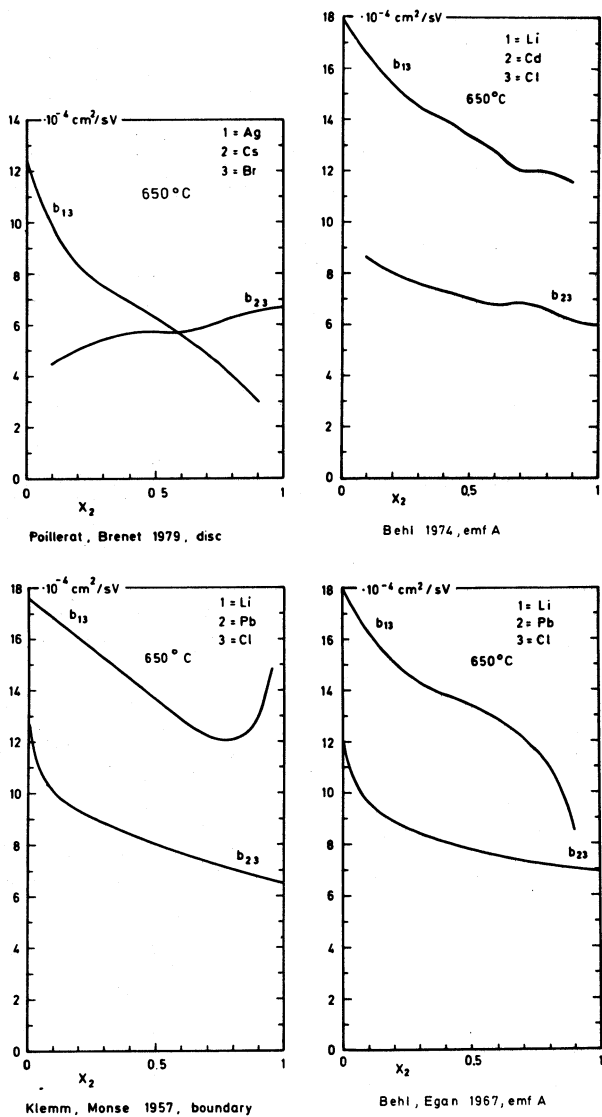 14 ·10⁻⁴ cm²/sV
12
10
8
6
4
2
0
0
0 5
1
X₂
1 = Ag
2 = Cs
3 = Br
650°C
b₁₃
b₂₃
Poillerat, Brenet 1979, disc
18 ·10⁻⁴ cm²/sV
16
14
12
10
8
6
4
2
0
0
0.5
1
X₂
1 = Li
2 = Cd
3 = Cl
650°C
b₁₃
b₂₃
Behl 1974, emf A
18 ·10⁻⁴ cm²/sV
16
14
12
10
8
6
4
2
0
0
0.5
1
X₂
1 = Li
2 = Pb
3 = Cl
650°C
b₁₃
b₂₃
Klemm, Monse 1957, boundary
18 ·10⁻⁴ cm²/sV
16
14
12
10
8
6
4
2
0
0
0.5
1
X₂
1 = Li
2 = Pb
3 = Cl
650°C
b₁₃
b₂₃
Behl, Egan 1967, emf A